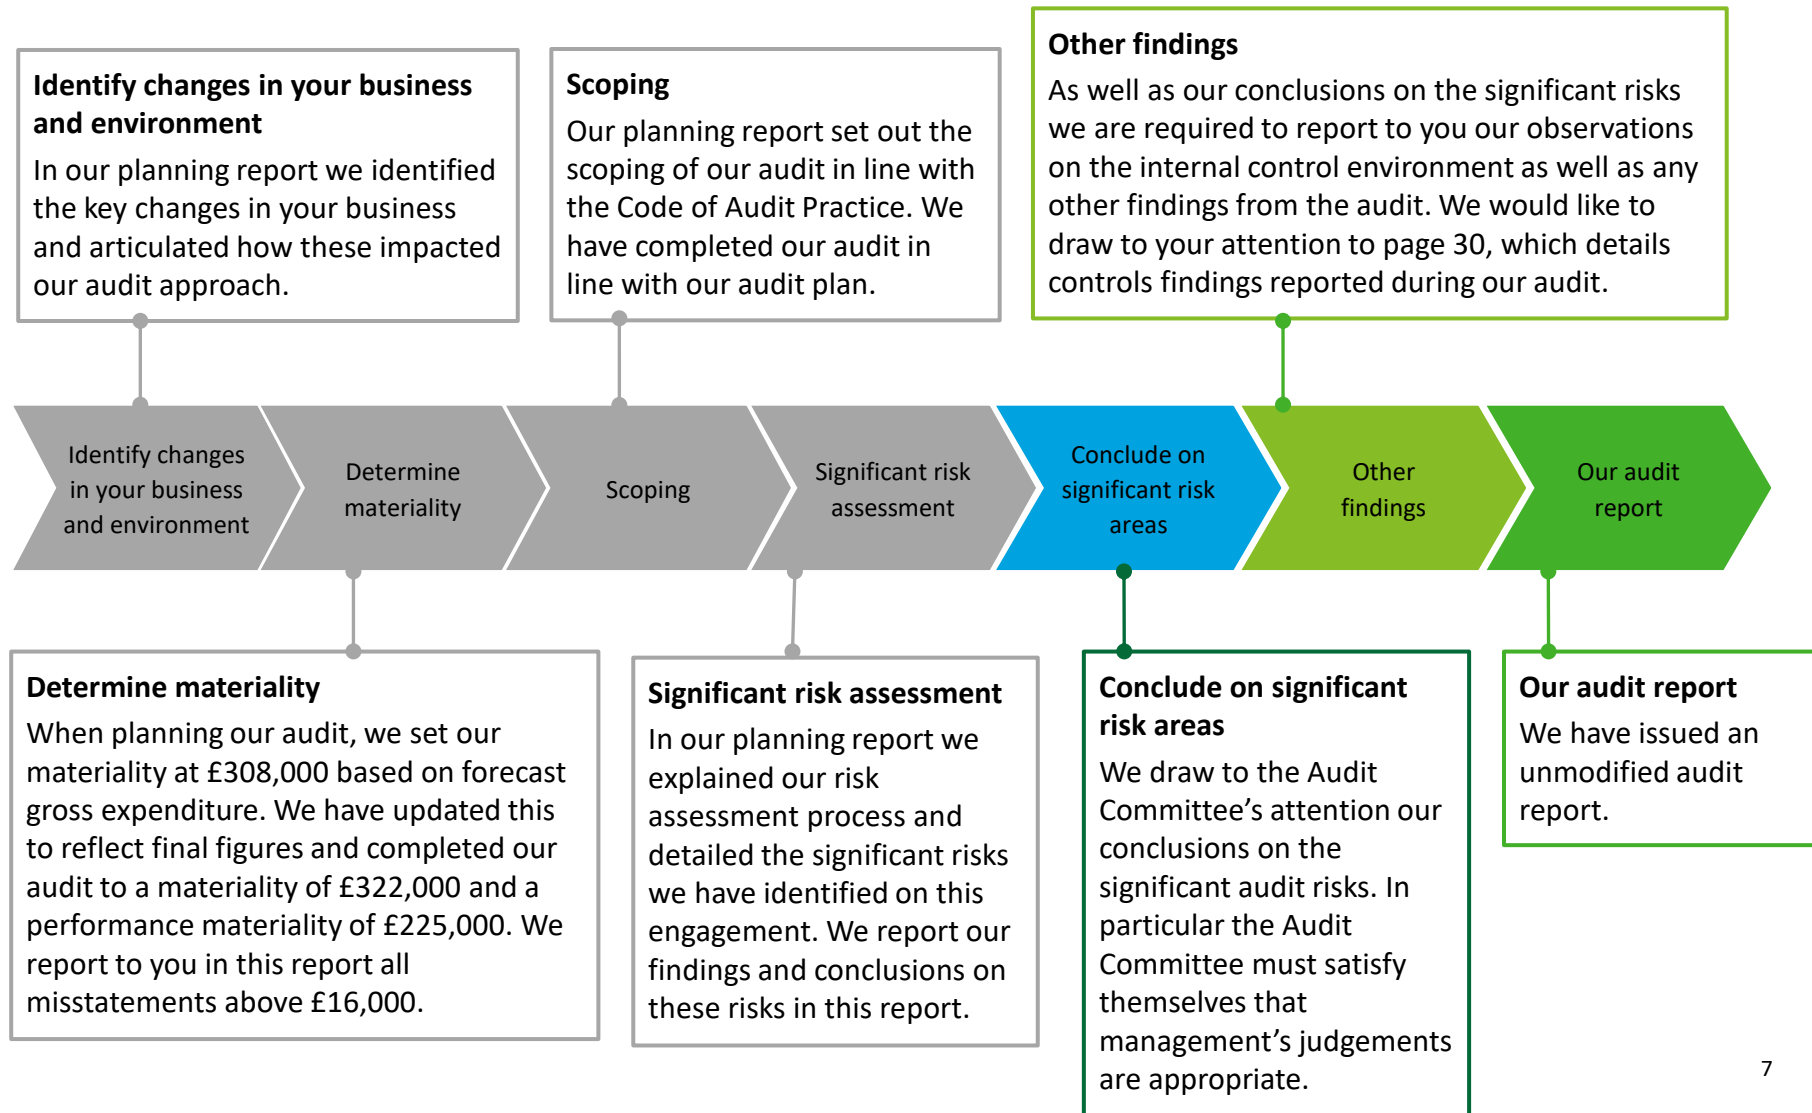 Identify changes in your business
and environment
In our planning report we identified
the key changes in your business
and articulated how these impacted
our audit approach.
Scoping
Our planning report set out the
scoping of our audit in line with
the Code of Audit Practice. We
have completed our audit in
line with our audit plan.
Other findings
As well as our conclusions on the significant risks
we are required to report to you our observations
on the internal control environment as well as any
other findings from the audit. We would like to
draw to your attention to page 30, which details
controls findings reported during our audit.
Identify changes
in your business
and environment
Determine
materiality
Scoping
Significant risk
assessment
Conclude on
significant risk
areas
Other
findings
Our audit
report
Determine materiality
When planning our audit, we set our
materiality at £308,000 based on forecast
gross expenditure. We have updated this
to reflect final figures and completed our
audit to a materiality of £322,000 and a
performance materiality of £225,000. We
report to you in this report all
misstatements above £16,000.
Significant risk assessment
In our planning report we
explained our risk
assessment process and
detailed the significant risks
we have identified on this
engagement. We report our
findings and conclusions on
these risks in this report.
Conclude on significant
risk areas
We draw to the Audit
Committee’s attention our
conclusions on the
significant audit risks. In
particular the Audit
Committee must satisfy
themselves that
management’s judgements
are appropriate.
Our audit report
We have issued an
unmodified audit
report.
7